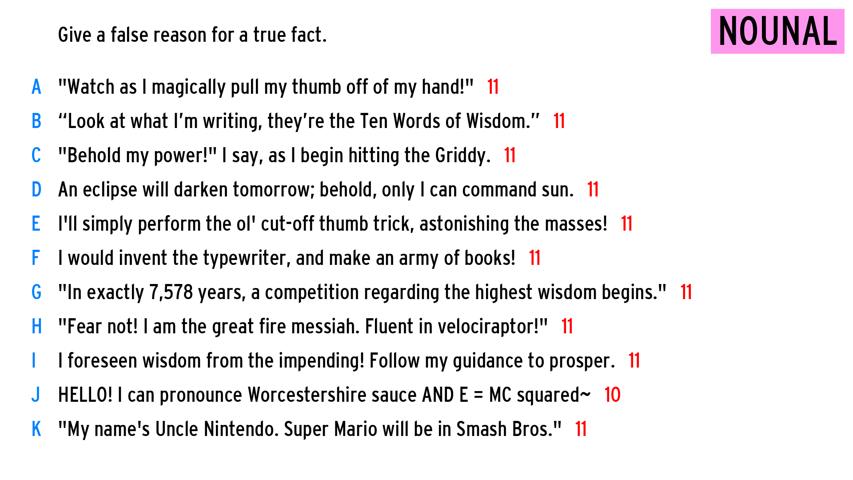 Give a false reason for a true fact.
NOUNAL
A "Watch as I magically pull my thumb off of my hand!" 11
B “Look at what I’m writing, they’re the Ten Words of Wisdom.” 11
C "Behold my power!" I say, as I begin hitting the Griddy. 11
D An eclipse will darken tomorrow; behold, only I can command sun. 11
E I'll simply perform the ol' cut-off thumb trick, astonishing the masses! 11
F I would invent the typewriter, and make an army of books! 11
G "In exactly 7,578 years, a competition regarding the highest wisdom begins." 11
H "Fear not! I am the great fire messiah. Fluent in velociraptor!" 11
I I foreseen wisdom from the impending! Follow my guidance to prosper. 11
J HELLO! I can pronounce Worcestershire sauce AND E = MC squared~ 10
K "My name's Uncle Nintendo. Super Mario will be in Smash Bros." 11